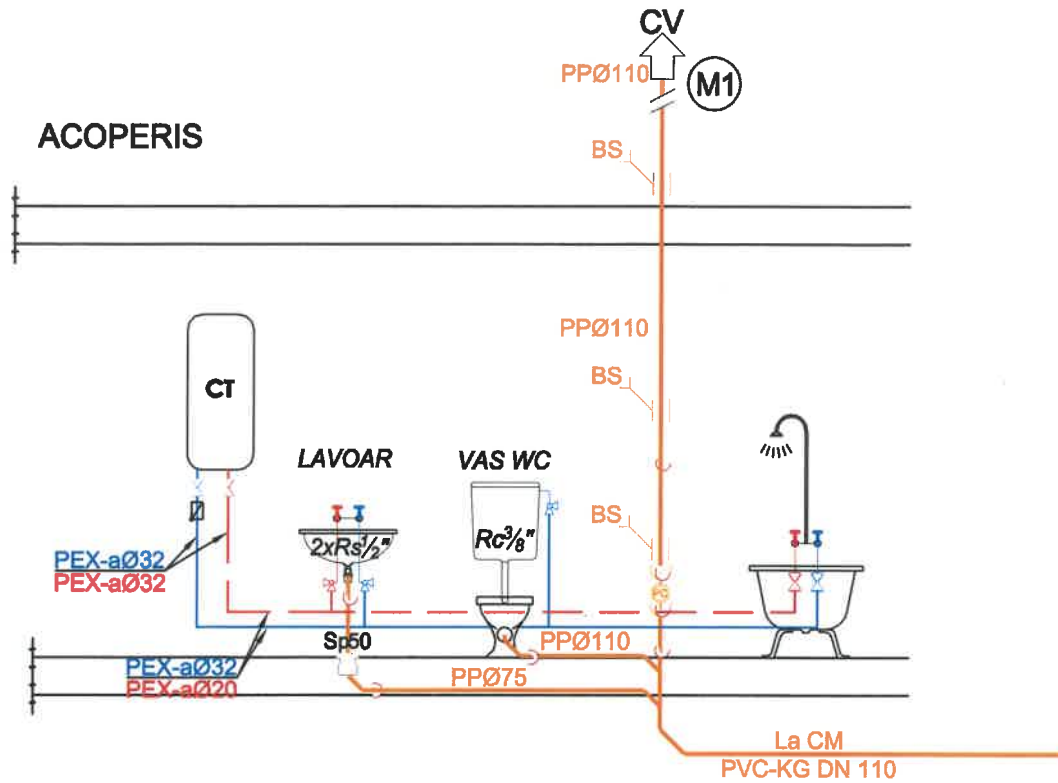 CV
PPØ110
M1
ACOPERIS
BS
PPØ110
BS
CT
LAVOAR
VAS WC
BS
2xRs1/2"
Rc3/8"
PEX-aØ32
PEX-aØ32
Sp50
PPØ110
PEX-aØ32
PEX-aØ20
PPØ75
La CM
PVC-KG DN 110